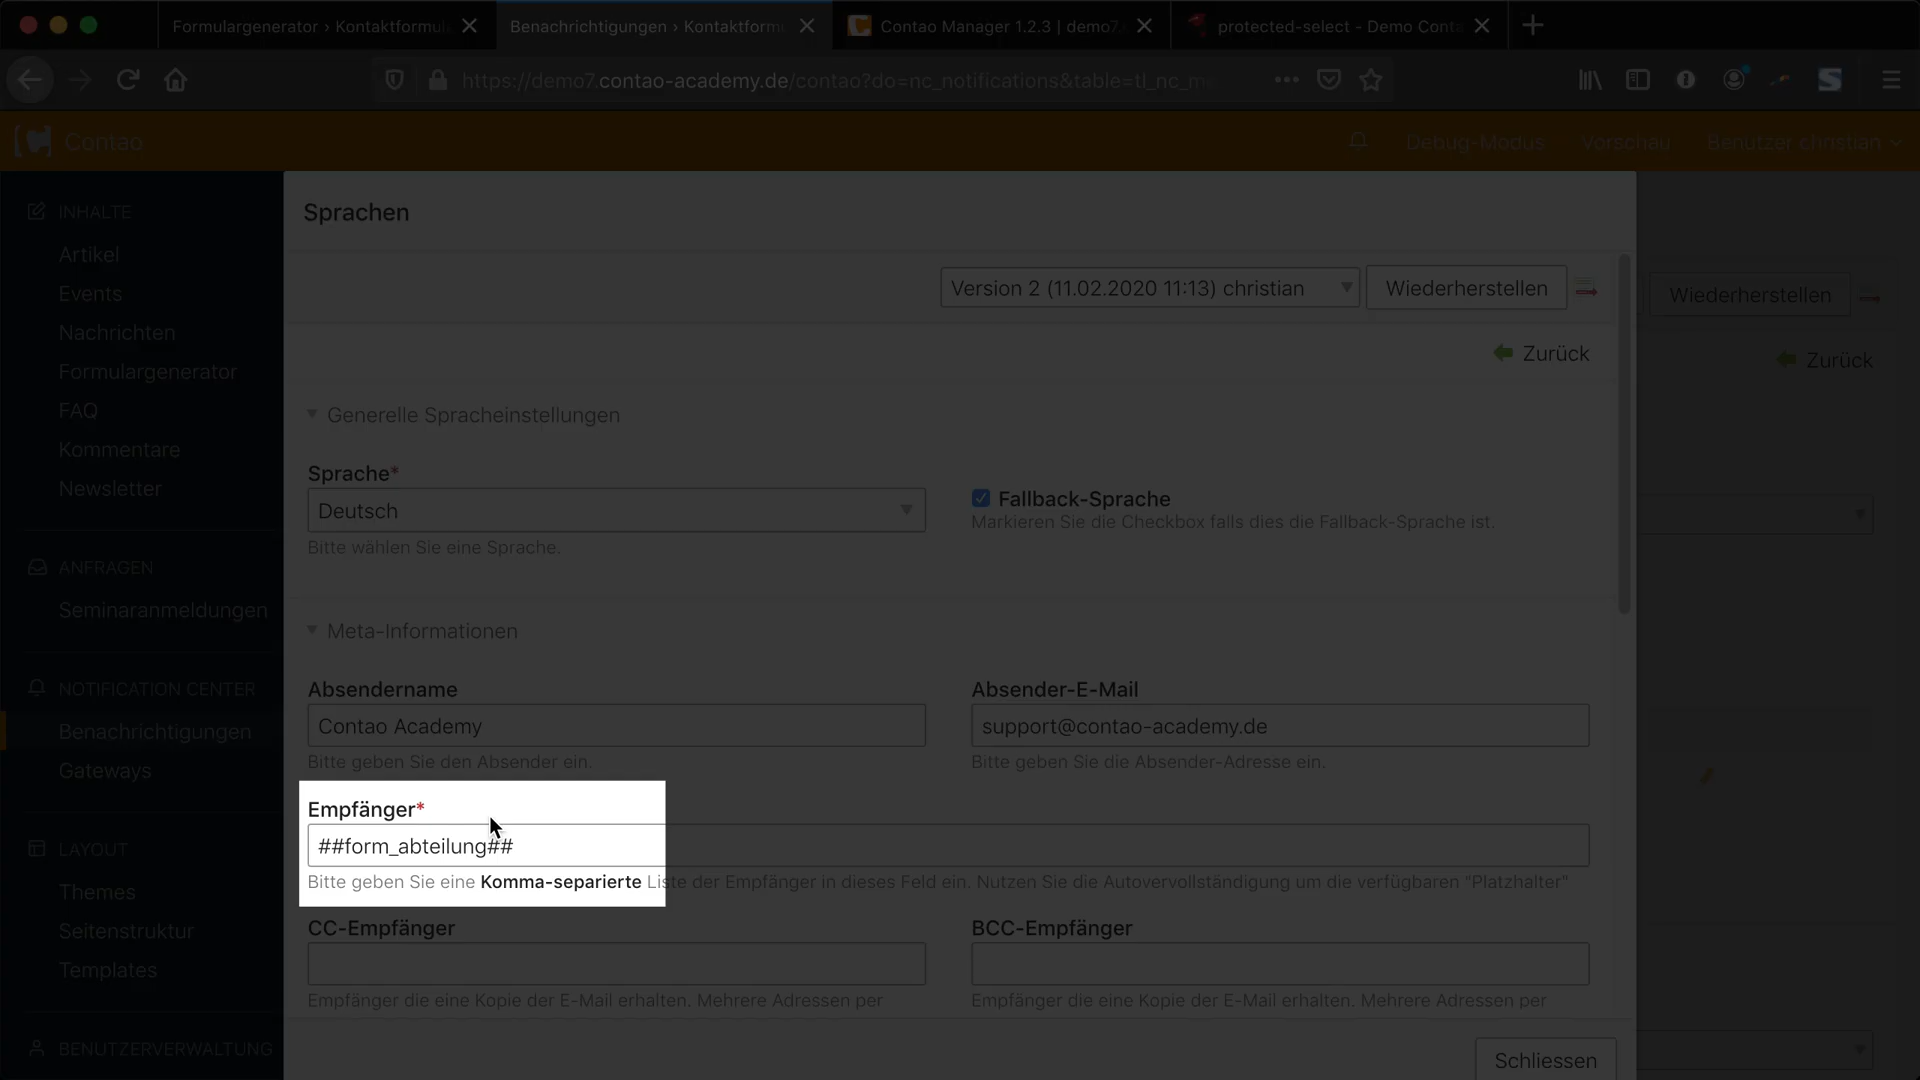 Formulargenerator › Kontaktformula
Benachrichtigungen › Kontaktform
Contao Manager 1.2.3 | demo7.
protected-select - Demo Conta
https://demo7.contao-academy.de/contao?do=nc_notifications&table=tl_nc_me
Contao
Debug-Modus
Vorschau
Benutzer christian
INHALTE
Artikel
Events
Nachrichten
Formulargenerator
FAQ
Kommentare
Newsletter
ANFRAGEN
Seminaranmeldungen
NOTIFICATION CENTER
Benachrichtigungen
Gateways
LAYOUT
Themes
Seitenstruktur
Templates
BENUTZERVERWALTUNG
Sprachen
Version 2 (11.02.2020 11:13) christian
Wiederherstellen
Zurück
Generelle Spracheinstellungen
Sprache*
Deutsch
Bitte wählen Sie eine Sprache.
Fallback-Sprache
Markieren Sie die Checkbox falls dies die Fallback-Sprache ist.
Meta-Informationen
Absendername
Contao Academy
Bitte geben Sie den Absender ein.
Absender-E-Mail
support@contao-academy.de
Bitte geben Sie die Absender-Adresse ein.
Empfänger*
##form_abteilung##
Bitte geben Sie eine Komma-separierte Liste der Empfänger in dieses Feld ein. Nutzen Sie die Autovervollständigung um die verfügbaren "Platzhalter"
CC-Empfänger
Empfänger die eine Kopie der E-Mail erhalten. Mehrere Adressen per
BCC-Empfänger
Empfänger die eine Kopie der E-Mail erhalten. Mehrere Adressen per
Schliessen
Wiederherstellen
Zurück